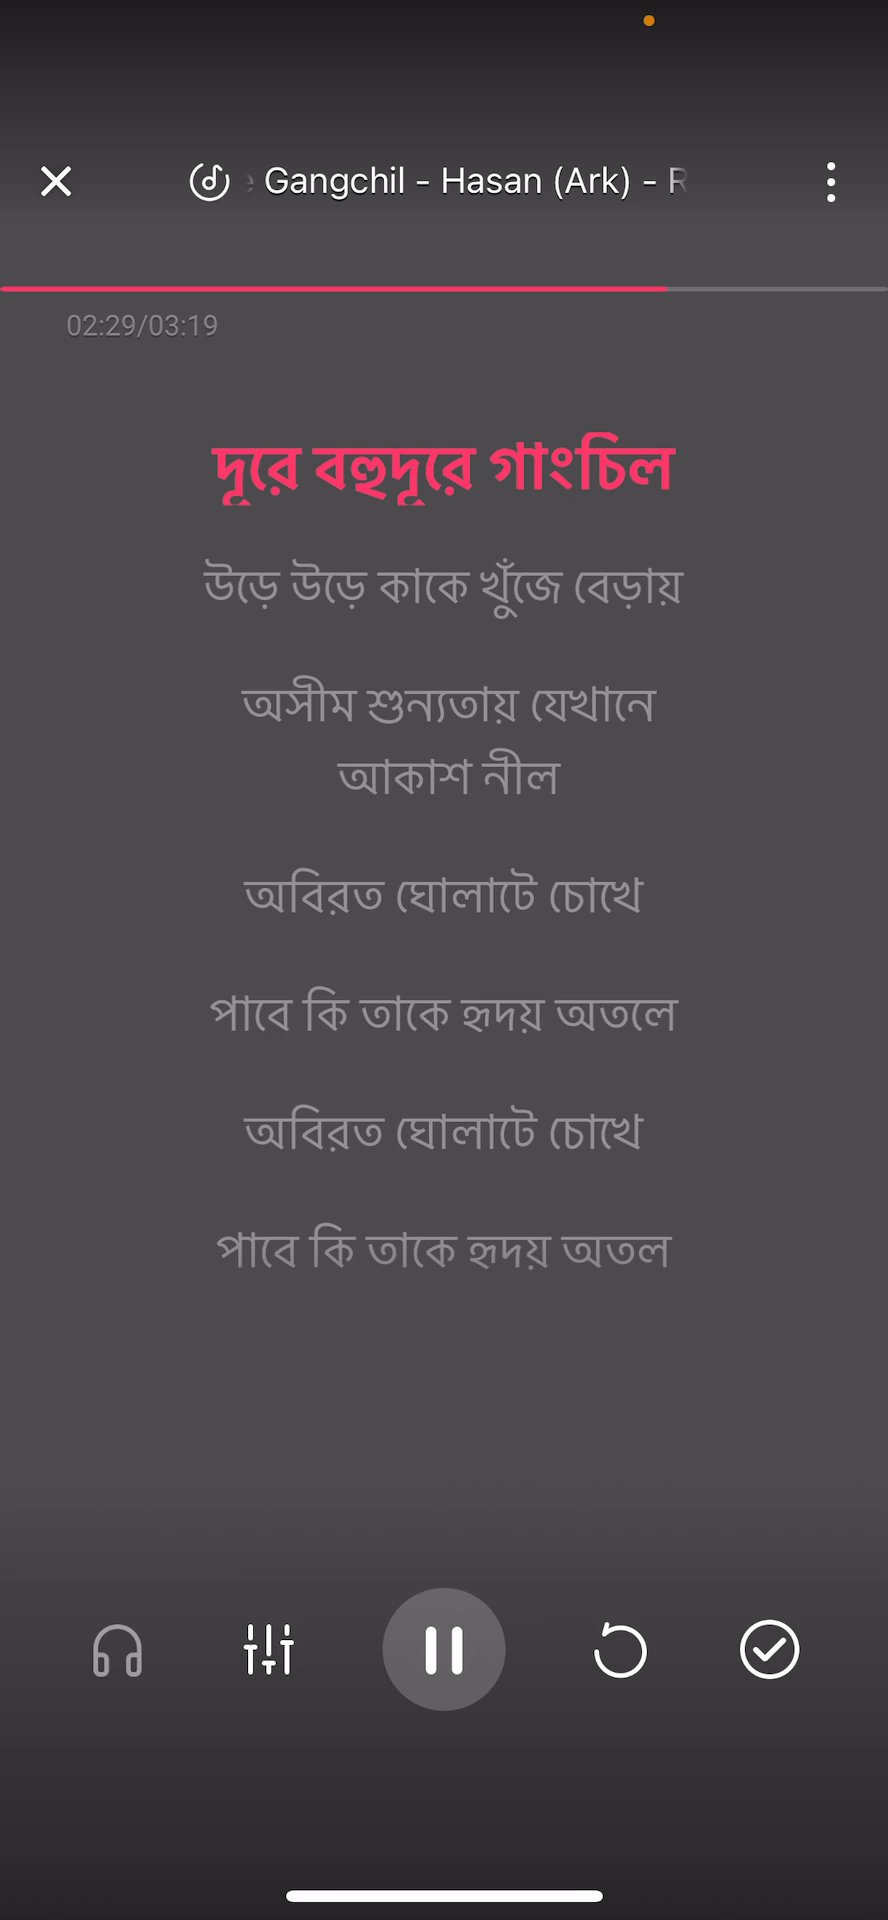 Gangchil - Hasan (Ark) - R
02:29/03:19
দূরে বহুদূরে গাংচিল
উড়ে উড়ে কাকে খুঁজে বেড়ায়
অসীম শুন্যতায় যেখানে
আকাশ নীল
অবিরত ঘোলাটে চোখে
পাবে কি তাকে হৃদয় অতলে
অবিরত ঘোলাটে চোখে
পাবে কি তাকে হৃদয় অতল